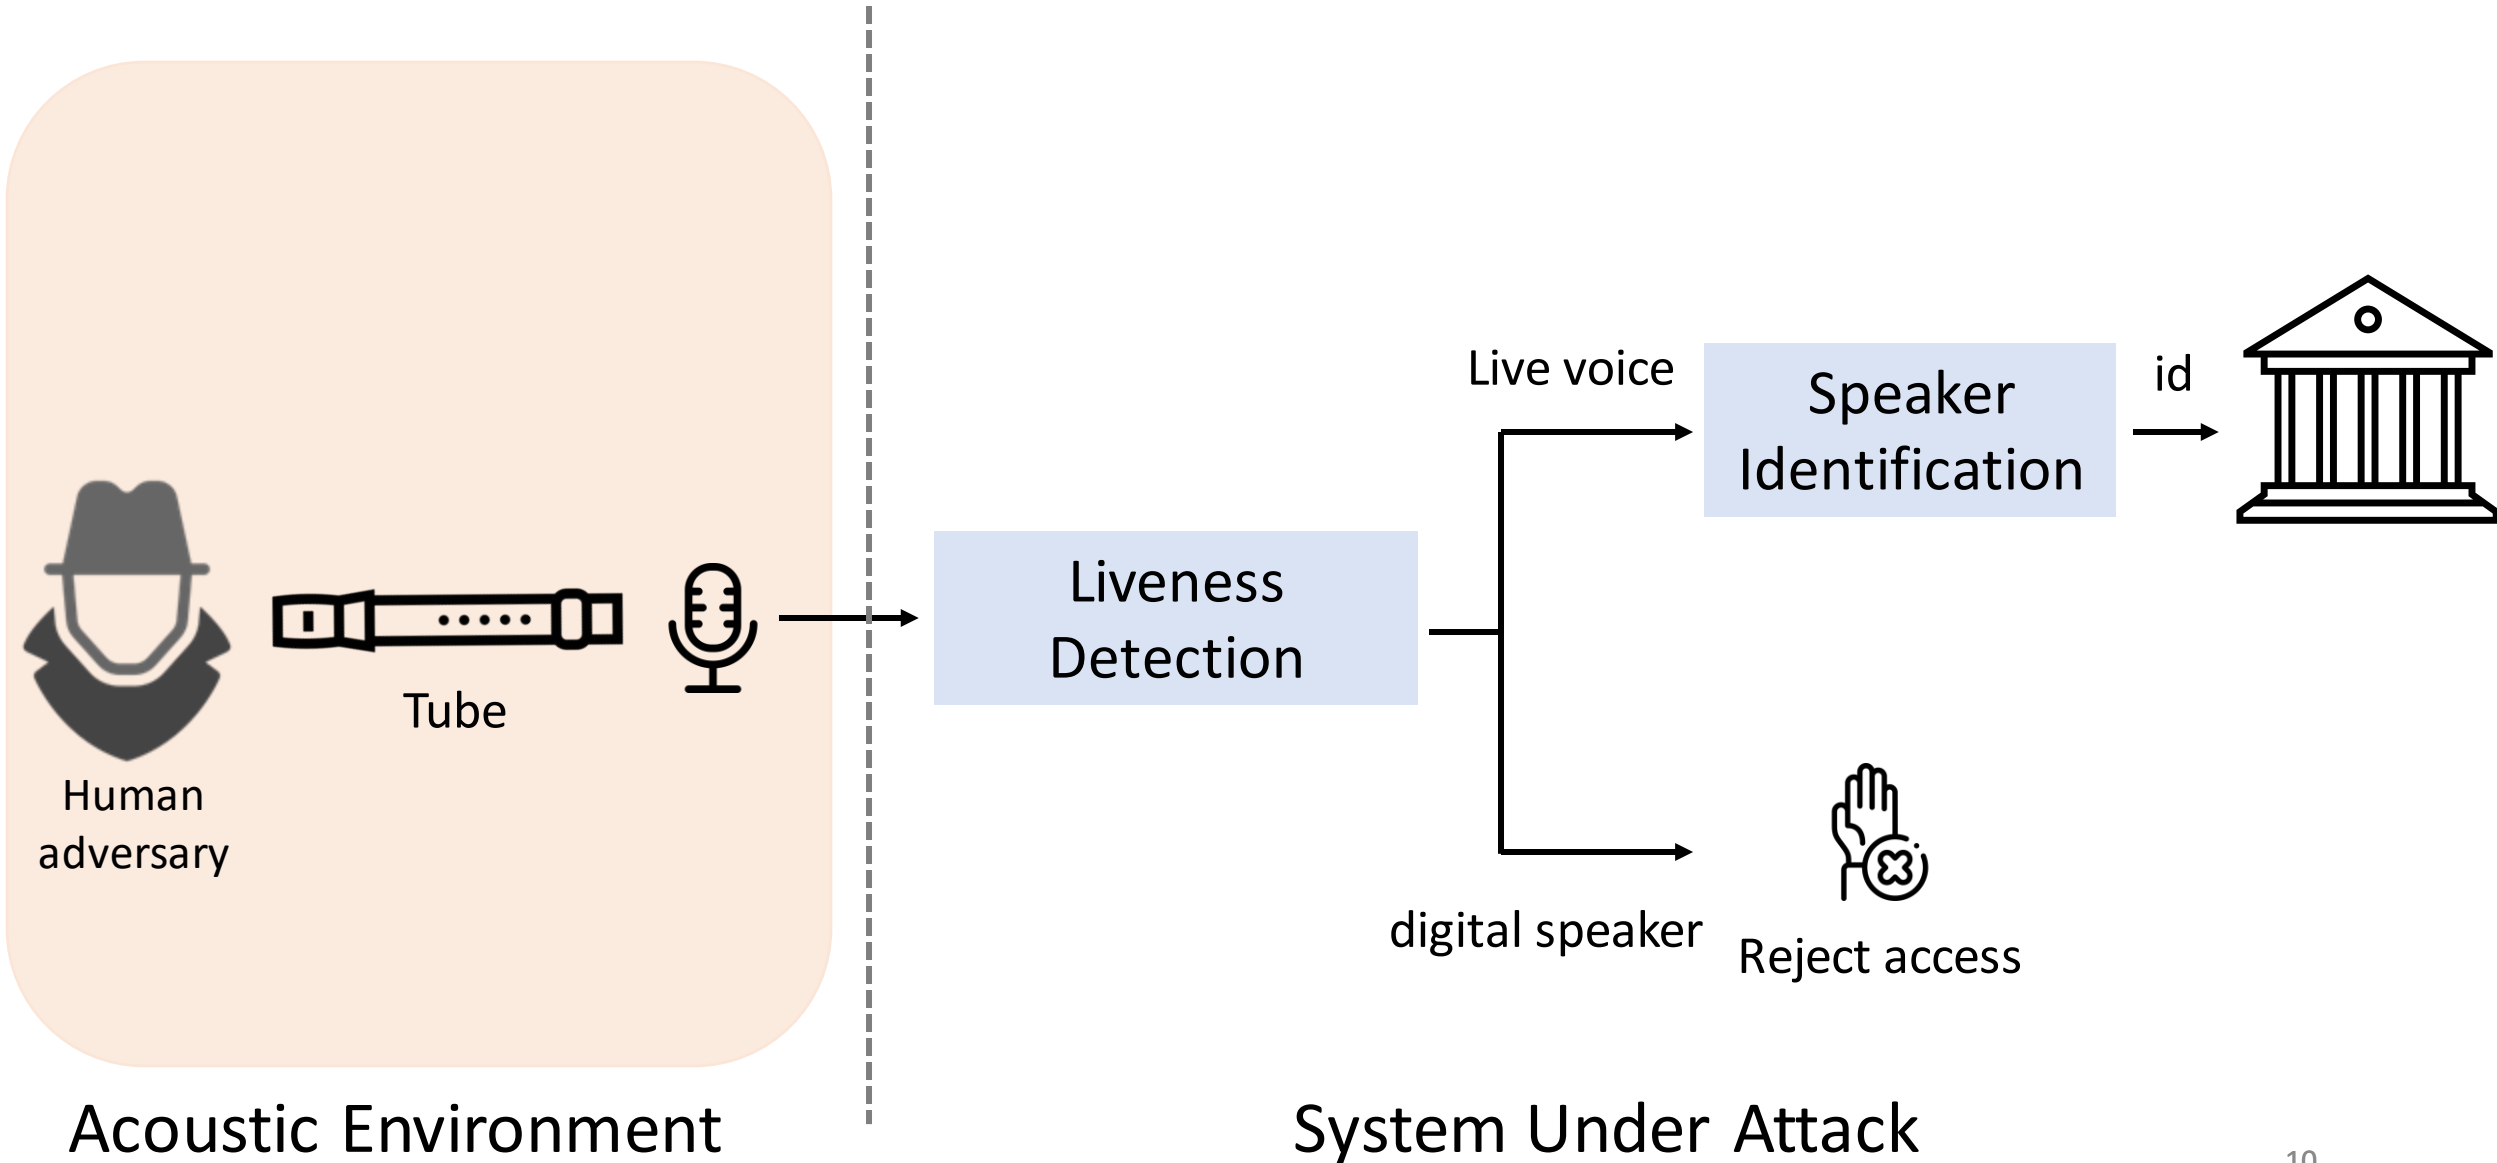 Live voice
Speaker
Identification
id
Liveness
Detection
Tube
Human
adversary
digital speaker
Reject access
Acoustic Environment
System Under Attack
10